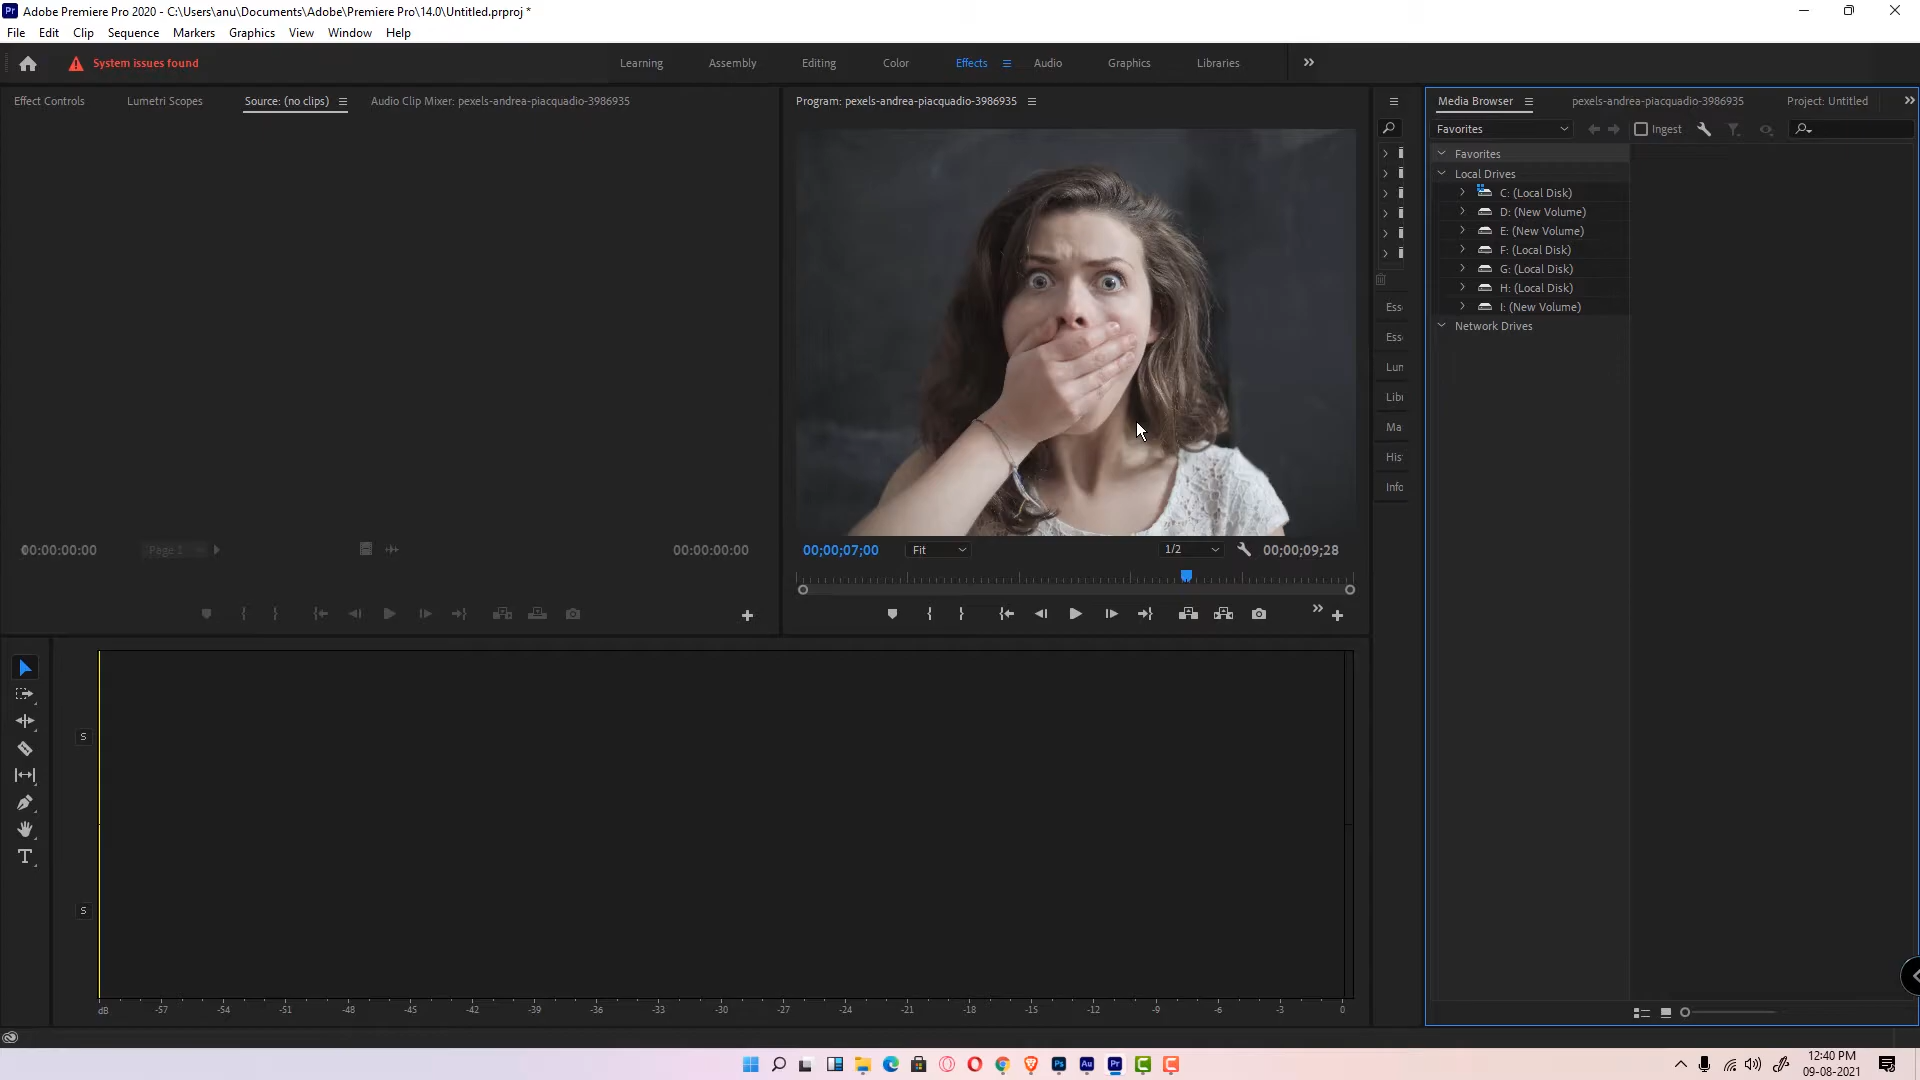 Pr Adobe Premiere Pro 2020 - C:\Users\anu\Documents\Adobe\Premiere Pro\14.0\Untitled.prproj *
File Edit Clip Sequence Markers Graphics View Window Help
System issues found
Learning Assembly Editing Color Effects Audio Graphics Libraries
Effect Controls Lumetri Scopes Source: (no clips) Audio Clip Mixer: pexels-andrea-piacquadio-3986935
Program: pexels-andrea-piacquadio-3986935
Media Browser pexels-andrea-piacquadio-3986935 Project: Untitled
Favorites Ingest
Favorites
Local Drives
C: (Local Disk)
D: (New Volume)
E: (New Volume)
F: (Local Disk)
G: (Local Disk)
H: (Local Disk)
I: (New Volume)
Network Drives
Ess
Ess
Lun
Libr
Ma
His
Info
00:00:00:00 Page 1 00:00:00:00
00;00;07;00 Fit 1/2 00;00;09;28
S
S
dB -57 -54 -51 -48 -45 -42 -39 -36 -33 -30 -27 -24 -21 -18 -15 -12 -9 -6 -3 0
Ps Au Pr
12:40 PM
09-08-2021